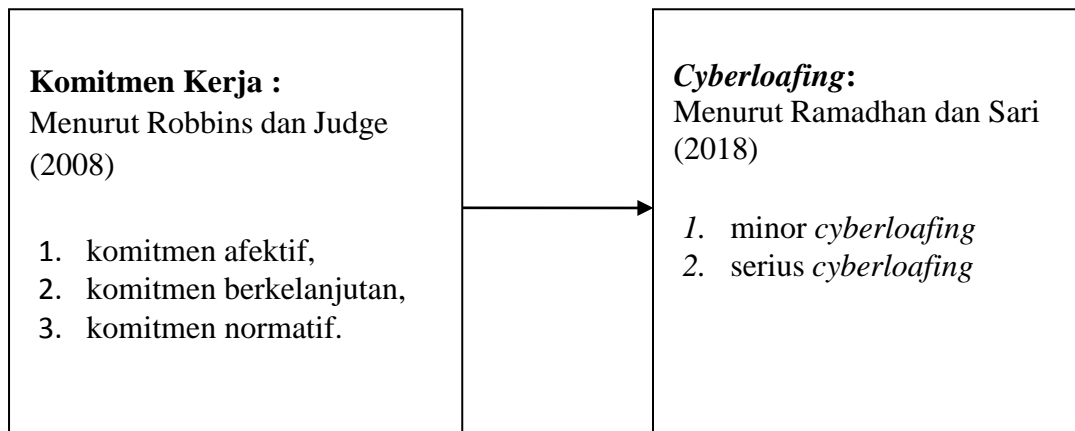 Komitmen Kerja :
Menurut Robbins dan Judge
(2008)
1. komitmen afektif,
2. komitmen berkelanjutan,
3. komitmen normatif.
Cyberloafing:
Menurut Ramadhan dan Sari
(2018)
1. minor cyberloafing
2. serius cyberloafing